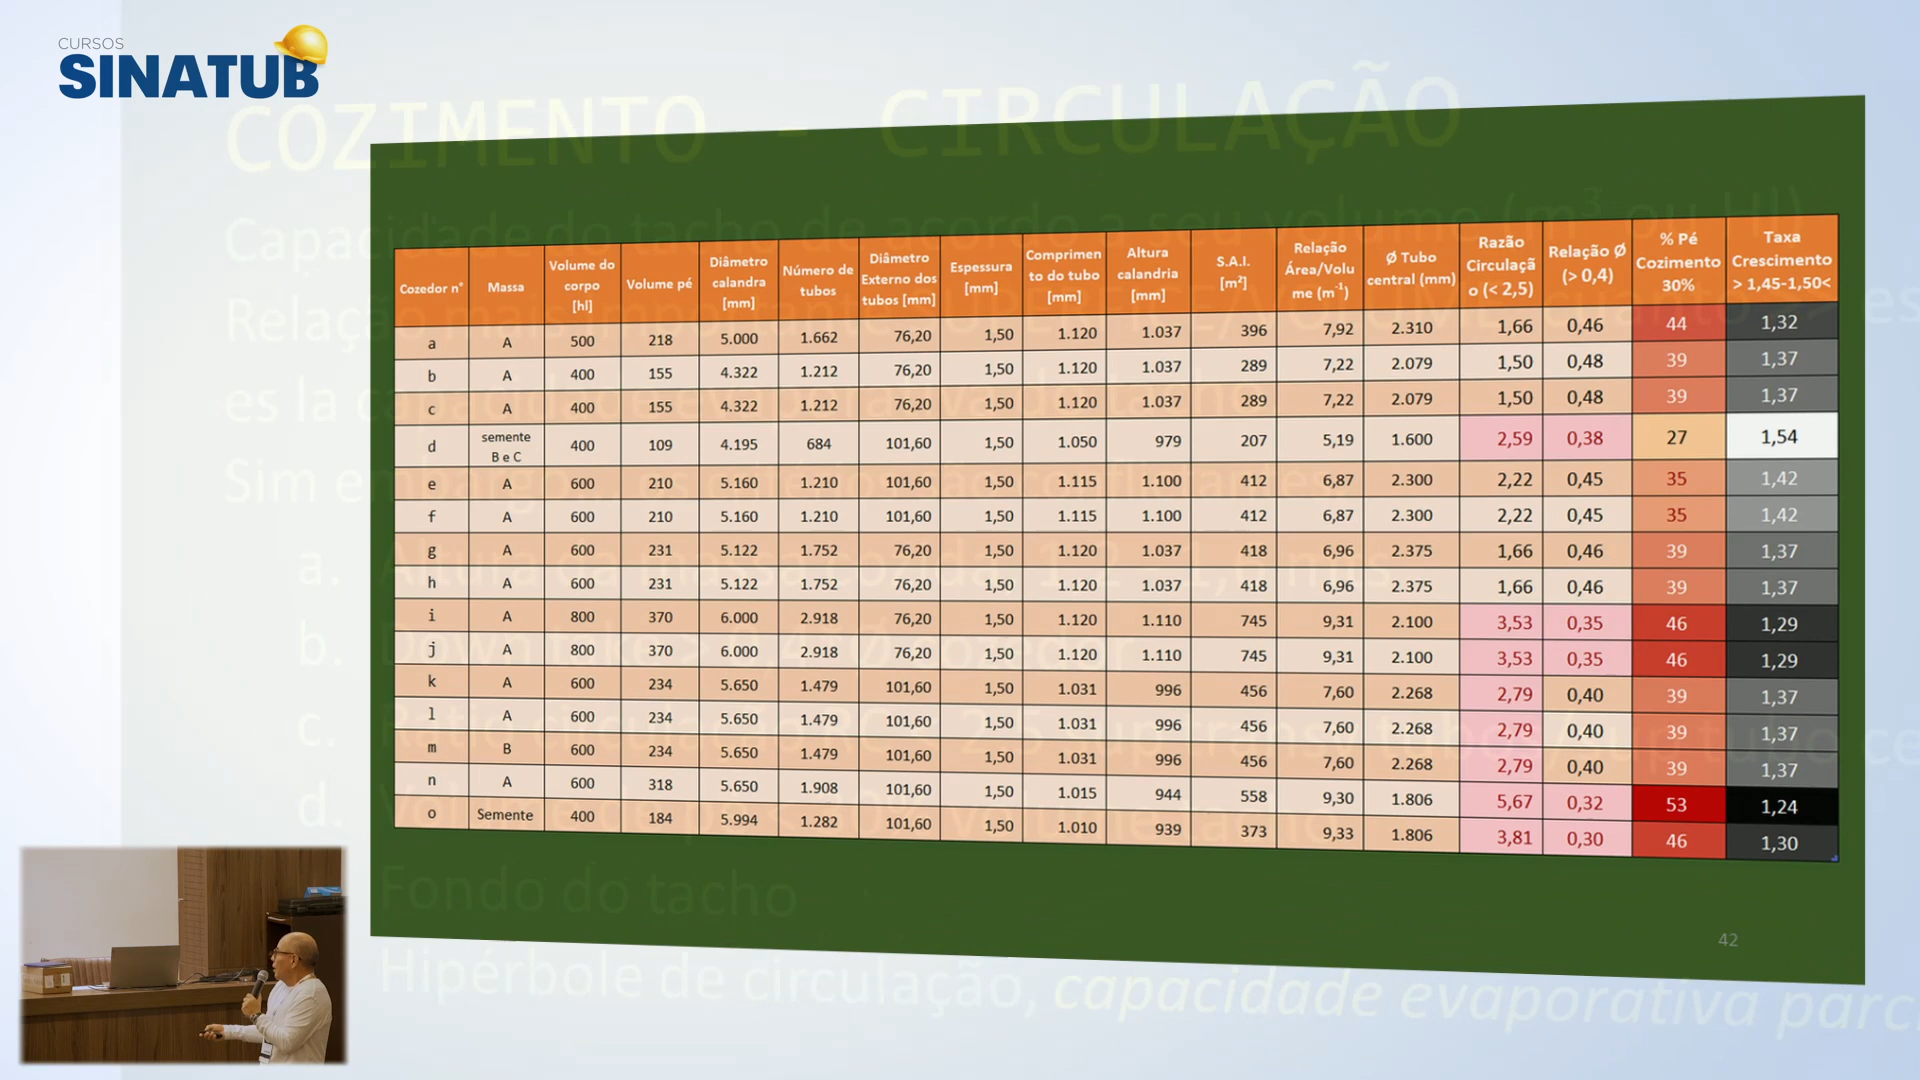 CURSOS
SINATUB
COZIMENTO - CIRCULAÇÃO
Capacidade do tacho de acordo a seu volume (m³ ou Hl)
Cozedor n° Massa Volume do corpo [hl] Volume pé Diâmetro calandra [mm] Número de tubos Diâmetro Externo dos tubos [mm] Espessura [mm] Comprimen to do tubo [mm] Altura calandria [mm] S.A.I. [m²] Relação Área/Volu me (m⁻¹) Ø Tubo central (mm) Razão Circulaçã o (< 2,5) Relação Ø (> 0,4) % Pé Cozimento 30% Taxa Crescimento > 1,45-1,50<
a A 500 218 5.000 1.662 76,20 1,50 1.120 1.037 396 7,92 2.310 1,66 0,46 44 1,32
b A 400 155 4.322 1.212 76,20 1,50 1.120 1.037 289 7,22 2.079 1,50 0,48 39 1,37
c A 400 155 4.322 1.212 76,20 1,50 1.120 1.037 289 7,22 2.079 1,50 0,48 39 1,37
d semente B e C 400 109 4.195 684 101,60 1,50 1.050 979 207 5,19 1.600 2,59 0,38 27 1,54
e A 600 210 5.160 1.210 101,60 1,50 1.115 1.100 412 6,87 2.300 2,22 0,45 35 1,42
f A 600 210 5.160 1.210 101,60 1,50 1.115 1.100 412 6,87 2.300 2,22 0,45 35 1,42
g A 600 231 5.122 1.752 76,20 1,50 1.120 1.037 418 6,96 2.375 1,66 0,46 39 1,37
h A 600 231 5.122 1.752 76,20 1,50 1.120 1.037 418 6,96 2.375 1,66 0,46 39 1,37
i A 800 370 6.000 2.918 76,20 1,50 1.120 1.110 745 9,31 2.100 3,53 0,35 46 1,29
j A 800 370 6.000 2.918 76,20 1,50 1.120 1.110 745 9,31 2.100 3,53 0,35 46 1,29
k A 600 234 5.650 1.479 101,60 1,50 1.031 996 456 7,60 2.268 2,79 0,40 39 1,37
l A 600 234 5.650 1.479 101,60 1,50 1.031 996 456 7,60 2.268 2,79 0,40 39 1,37
m B 600 234 5.650 1.479 101,60 1,50 1.031 996 456 7,60 2.268 2,79 0,40 39 1,37
n A 600 318 5.650 1.908 101,60 1,50 1.015 944 558 9,30 1.806 5,67 0,32 53 1,24
o Semente 400 184 5.994 1.282 101,60 1,50 1.010 939 373 9,33 1.806 3,81 0,30 46 1,30
Fondo do tacho
Hipérbole de circulação, capacidade evaporativa
42